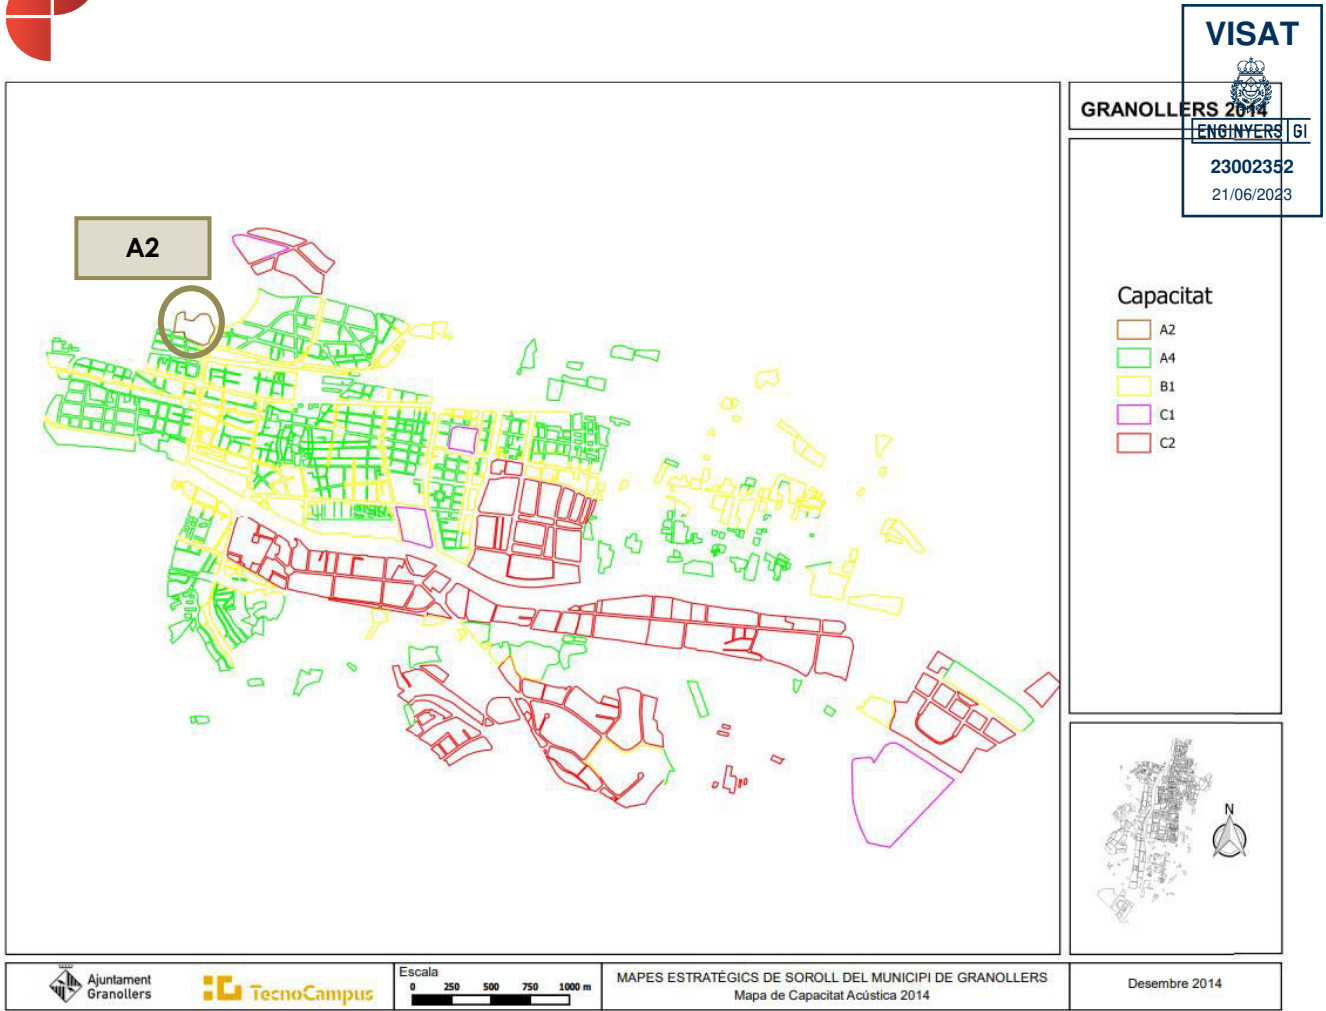 VISAT
GRANOLLERS 2014
ENGINYERS GI
23002352
21/06/2023
A2
Capacitat
A2
A4
B1
C1
C2
N
Ajuntament
Granollers
TecnoCampus
Escala
0 250 500 750 1000 m
MAPES ESTRATÈGICS DE SOROLL DEL MUNICIPI DE GRANOLLERS
Mapa de Capacitat Acústica 2014
Desembre 2014